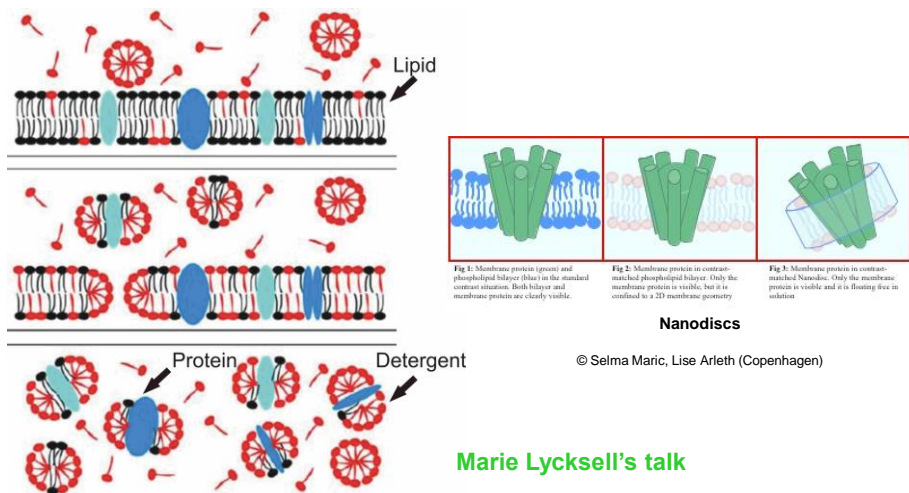 Lipid
Protein
Detergent
Fig 1: Membrane protein (green) and
phospholipid bilayer (blue) in the standard
contrast situation. Both bilayer and
membrane protein are clearly visible.
Fig 2: Membrane protein in contrast-
matched phospholipid bilayer. Only the
membrane protein is visible, but it is
confined to a 2D membrane geometry
Fig 3: Membrane protein in contrast-
matched Nanodisc. Only the membrane
protein is visible and it is floating free in
solution
Nanodiscs
© Selma Maric, Lise Arleth (Copenhagen)
Marie Lycksell’s talk